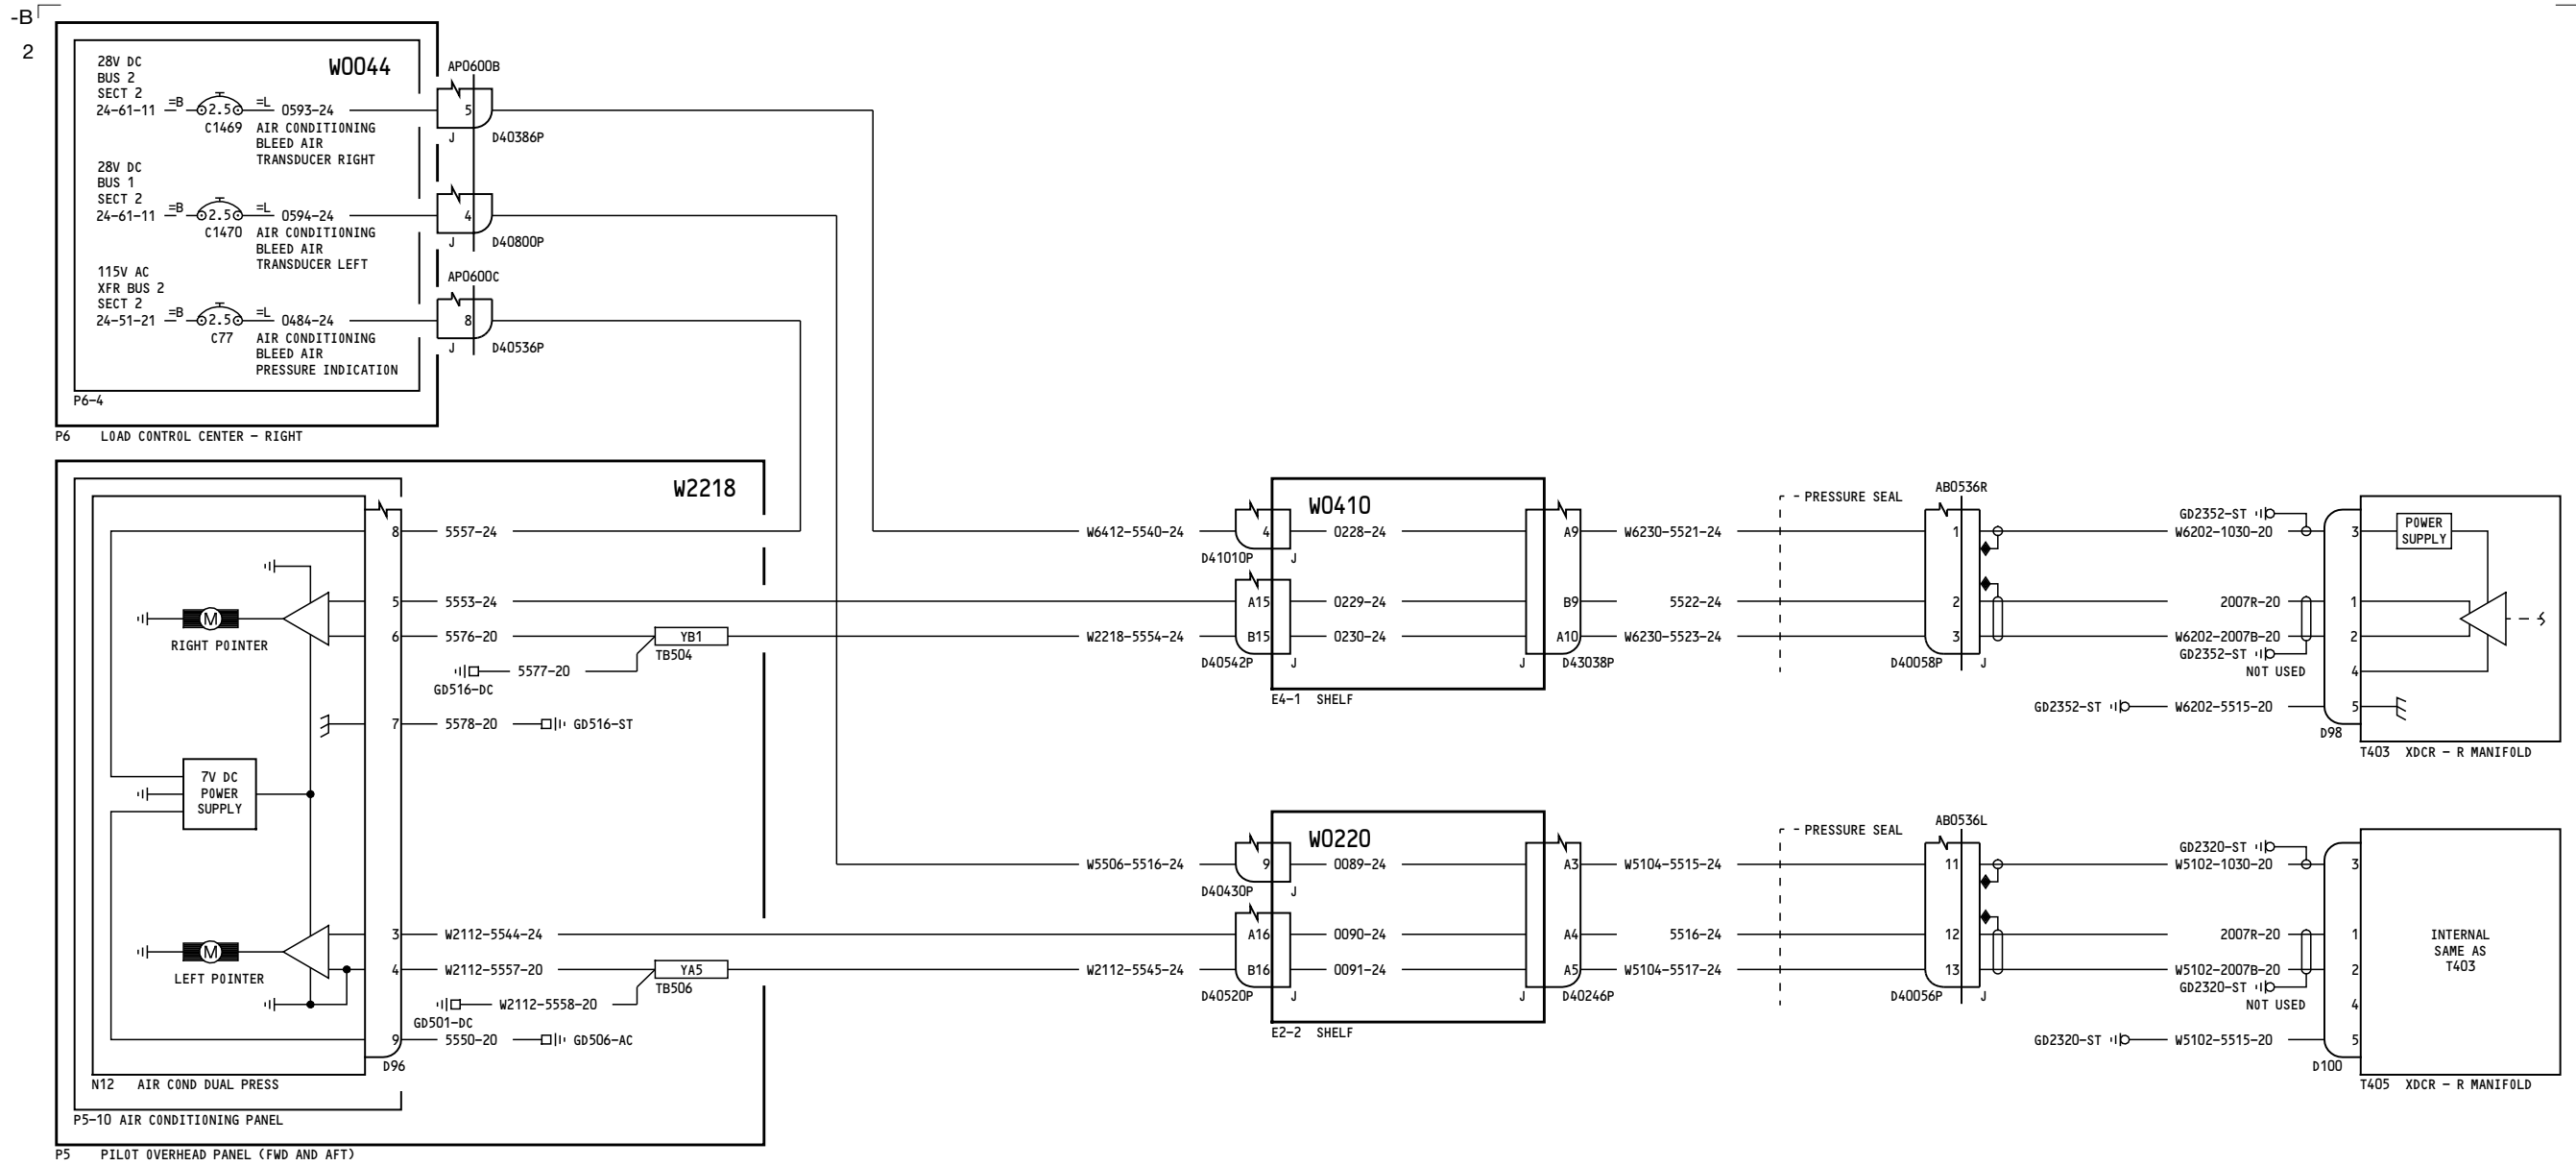 -B
2
W0044
28V DC
BUS 2
SECT 2
24-61-11 =B 2.5 =L 0593-24
C1469
AIR CONDITIONING
BLEED AIR
TRANSDUCER RIGHT
28V DC
BUS 1
SECT 2
24-61-11 =B 2.5 =L 0594-24
C1470
AIR CONDITIONING
BLEED AIR
TRANSDUCER LEFT
115V AC
XFR BUS 2
SECT 2
24-51-21 =B 2.5 =L 0484-24
C77
AIR CONDITIONING
BLEED AIR
PRESSURE INDICATION
P6-4
P6 LOAD CONTROL CENTER - RIGHT
AP0600B
5
J D40386P
4
J D40800P
AP0600C
8
J D40536P
W2218
8 5557-24
5 5553-24
6 5576-20 YB1
TB504
5577-20
GD516-DC
7 5578-20 GD516-ST
M
RIGHT POINTER
7V DC
POWER
SUPPLY
M
LEFT POINTER
3 W2112-5544-24
4 W2112-5557-20 YA5
TB506
W2112-5558-20
GD501-DC
9 5550-20 GD506-AC
D96
N12 AIR COND DUAL PRESS
P5-10 AIR CONDITIONING PANEL
P5 PILOT OVERHEAD PANEL (FWD AND AFT)
W0410
W6412-5540-24 4 0228-24 A9 W6230-5521-24
D41010P J
A15 0229-24 B9 5522-24
W2218-5554-24 B15 0230-24 A10 W6230-5523-24
D40542P J
J D43038P
E4-1 SHELF
PRESSURE SEAL
AB0536R
1
2
3
D40058P J
GD2352-ST
W6202-1030-20 3
2007R-20 1
W6202-2007B-20 2
GD2352-ST
NOT USED 4
GD2352-ST W6202-5515-20 5
D98
POWER
SUPPLY
T403 XDCR - R MANIFOLD
W0220
W5506-5516-24 9 0089-24 A3 W5104-5515-24
D40430P J
A16 0090-24 A4 5516-24
W2112-5545-24 B16 0091-24 A5 W5104-5517-24
D40520P J
J D40246P
E2-2 SHELF
PRESSURE SEAL
AB0536L
11
12
13
D40056P J
GD2320-ST
W5102-1030-20 3
2007R-20 1
W5102-2007B-20 2
GD2320-ST
NOT USED 4
GD2320-ST W5102-5515-20 5
D100
INTERNAL
SAME AS
T403
T405 XDCR - R MANIFOLD